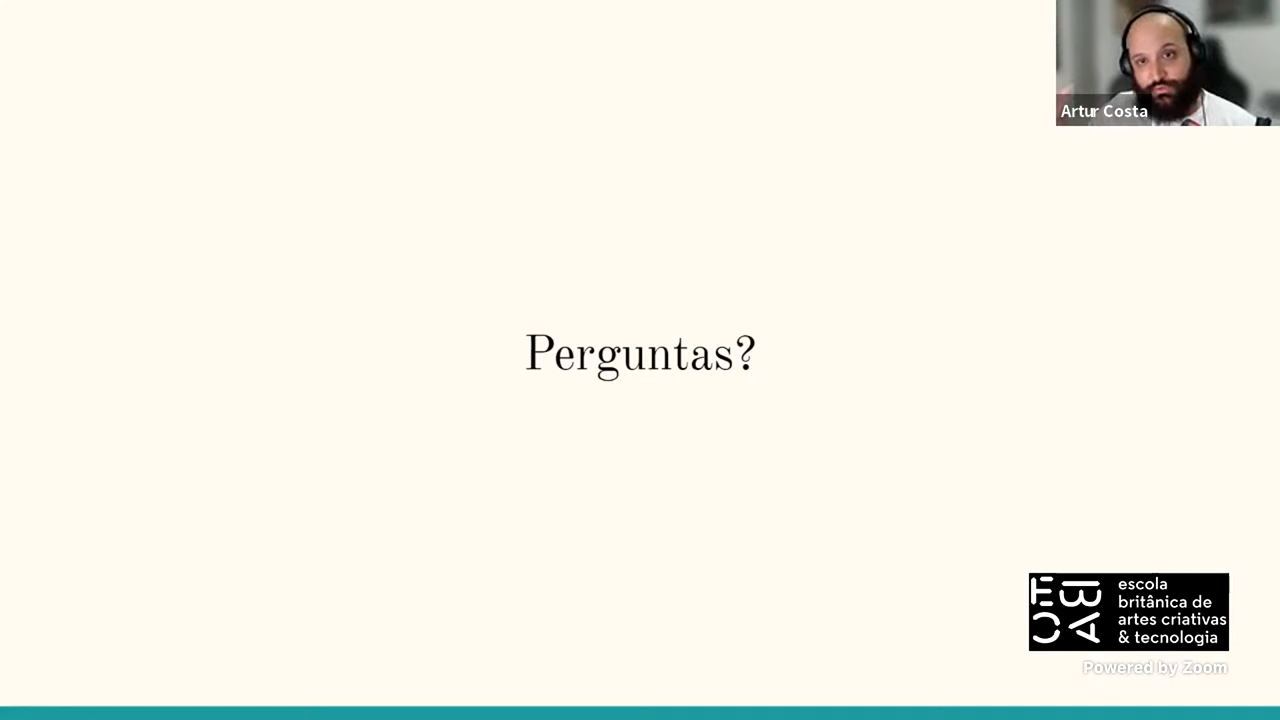 Artur Costa
Perguntas?
escola
britânica de
artes criativas
& tecnologia
Powered by Zoom